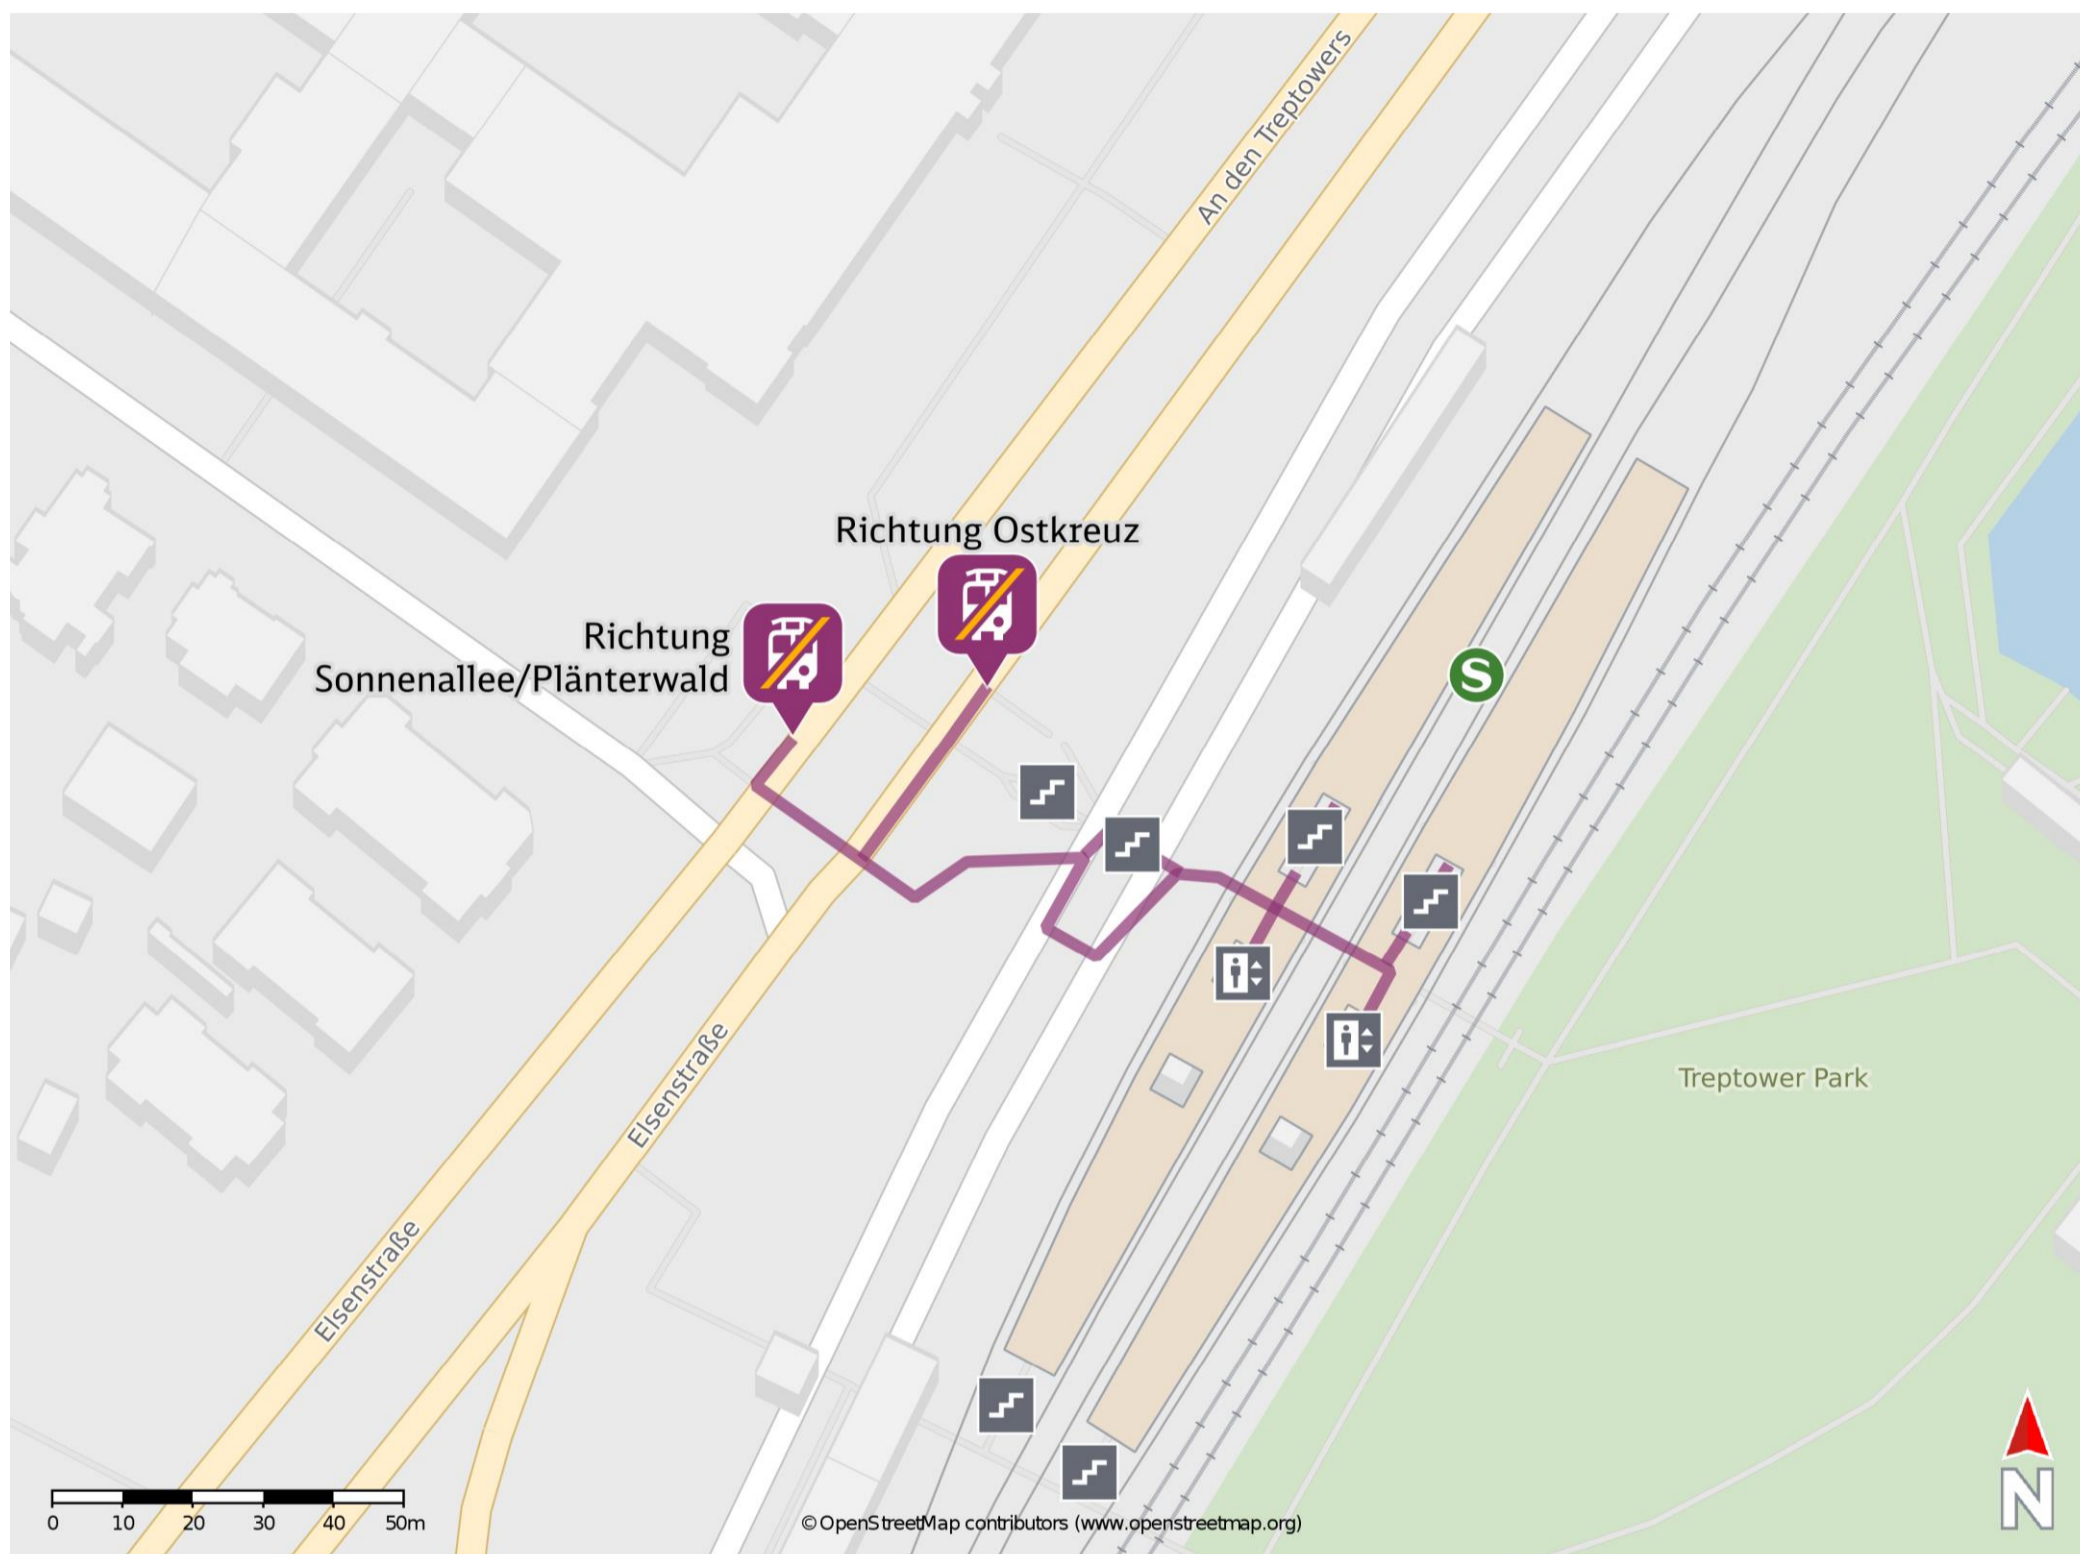 An den Treptowers
Richtung Ostkreuz
Richtung
Sonnenallee/Plänterwald
S
Elsenstraße
Treptower Park
Elsenstraße
0 10 20 30 40 50m
© OpenStreetMap contributors (www.openstreetmap.org)
N